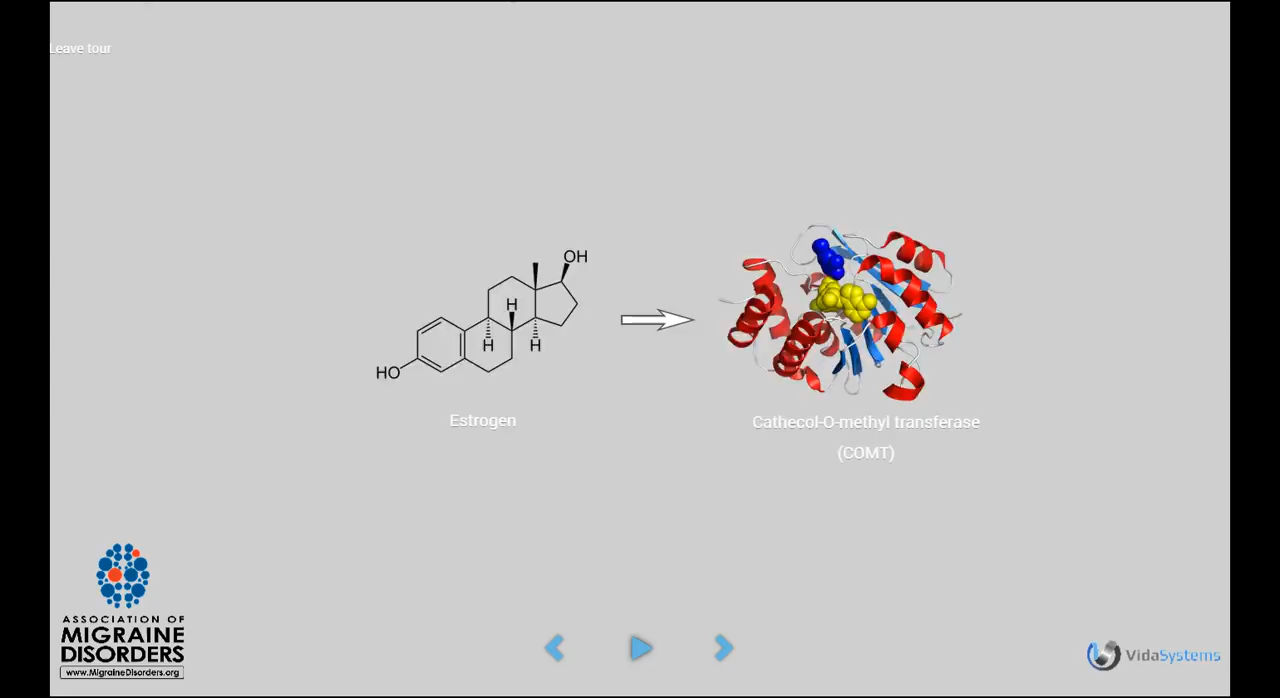 Leave tour
OH
H
H
H
HO
Estrogen
Cathecol-O-methyl transferase
(COMT)
ASSOCIATION OF
MIGRAINE
DISORDERS
www.MigraineDisorders.org
VidaSystems